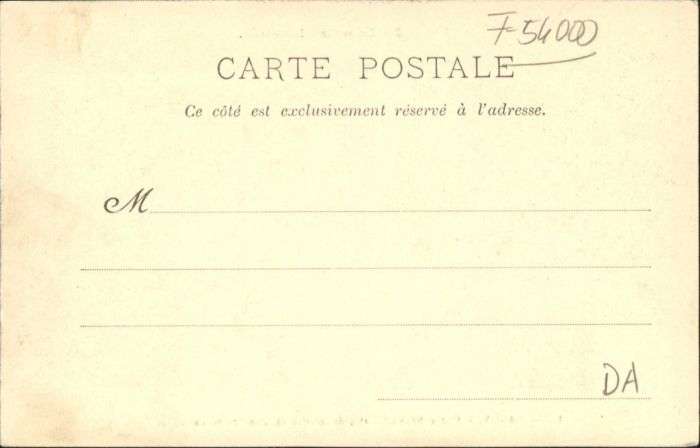 F-54000
CARTE POSTALE
Ce côté est exclusivement réservé à l'adresse.
M
DA